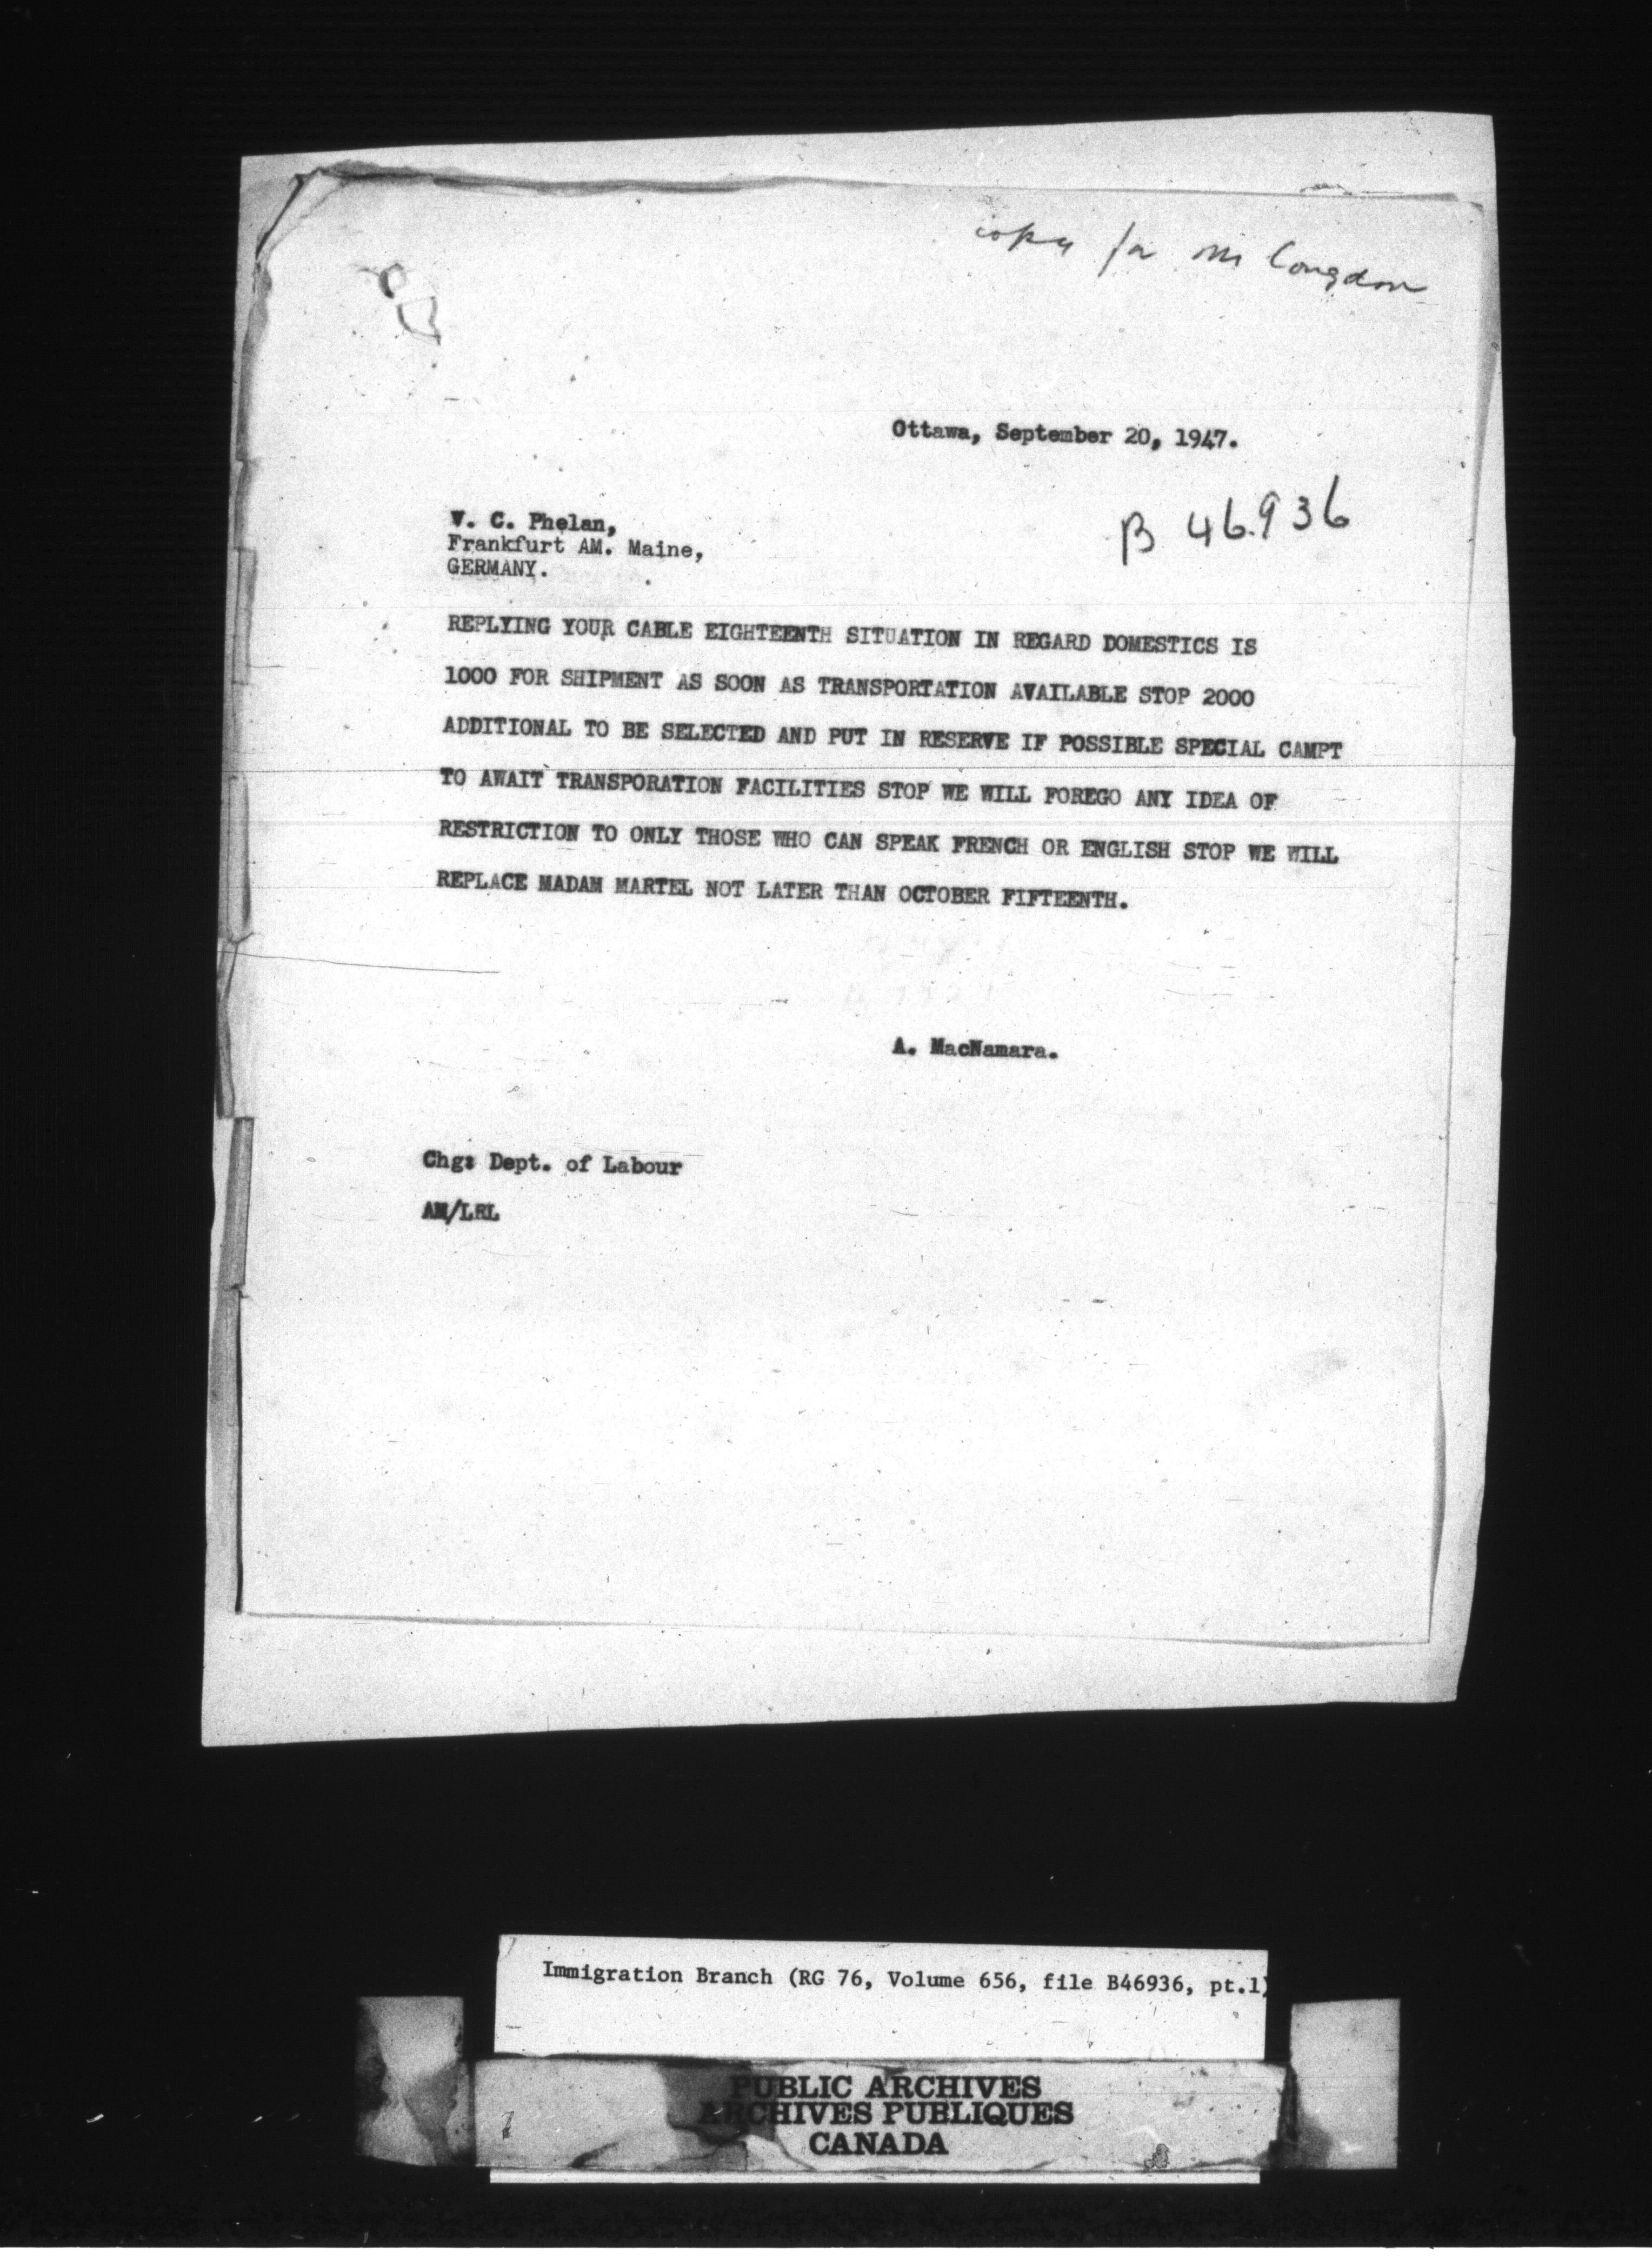 copy for Mr Congdon
Ottawa, September 20, 1947.
B 46.936
V. C. Phelan,
Frankfurt AM. Maine,
GERMANY.
REPLYING YOUR CABLE EIGHTEENTH SITUATION IN REGARD DOMESTICS IS
1000 FOR SHIPMENT AS SOON AS TRANSPORTATION AVAILABLE STOP 2000
ADDITIONAL TO BE SELECTED AND PUT IN RESERVE IF POSSIBLE SPECIAL CAMPT
TO AWAIT TRANSPORATION FACILITIES STOP WE WILL FOREGO ANY IDEA OF
RESTRICTION TO ONLY THOSE WHO CAN SPEAK FRENCH OR ENGLISH STOP WE WILL
REPLACE MADAM MARTEL NOT LATER THAN OCTOBER FIFTEENTH.
A. MacNamara.
Chg: Dept. of Labour
AM/LRL
Immigration Branch (RG 76, Volume 656, file B46936, pt.1)
PUBLIC ARCHIVES
ARCHIVES PUBLIQUES
CANADA